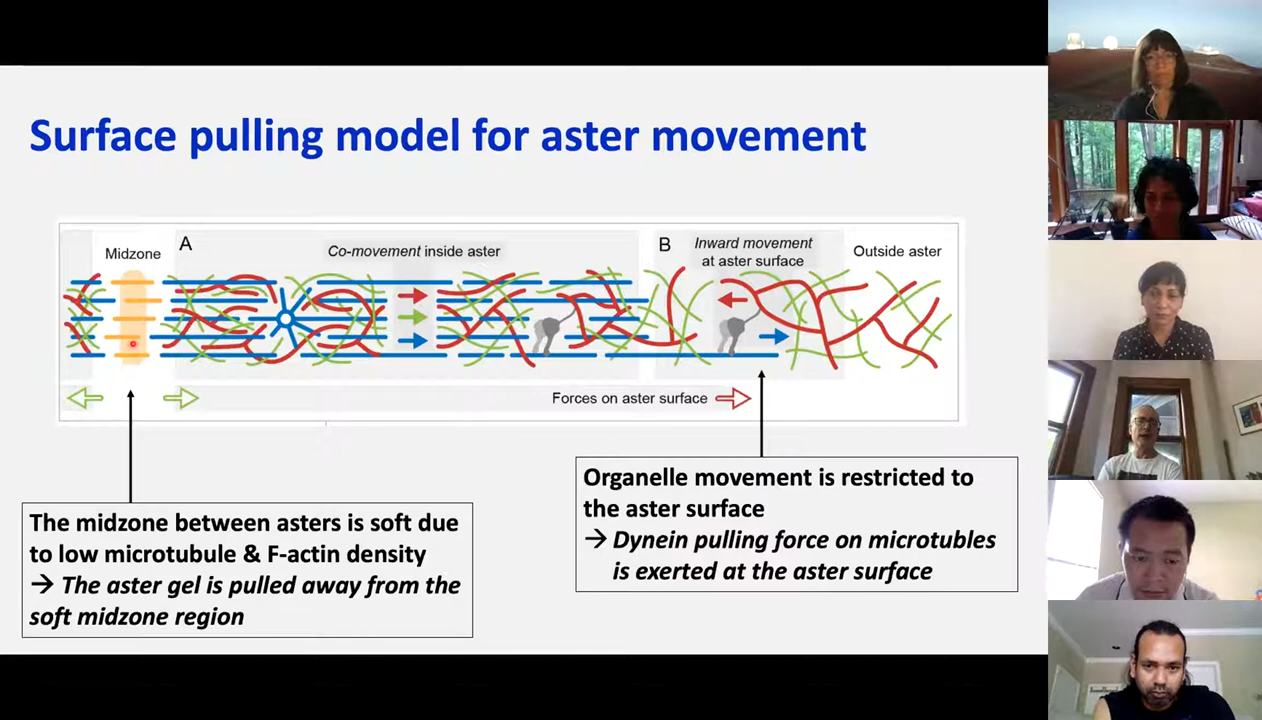 Surface pulling model for aster movement
Midzone
A
Co-movement inside aster
B
Inward movement
at aster surface
Outside aster
Forces on aster surface
The midzone between asters is soft due
to low microtubule & F-actin density
→ The aster gel is pulled away from the
soft midzone region
Organelle movement is restricted to
the aster surface
→ Dynein pulling force on microtubles
is exerted at the aster surface